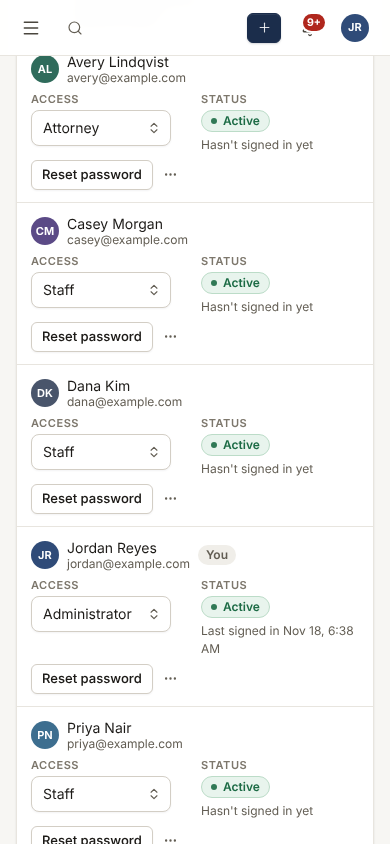 9+
JR
AL
Avery Lindqvist
avery@example.com
ACCESS
STATUS
Attorney
Active
Hasn't signed in yet
Reset password
CM
Casey Morgan
casey@example.com
ACCESS
STATUS
Staff
Active
Hasn't signed in yet
Reset password
DK
Dana Kim
dana@example.com
ACCESS
STATUS
Staff
Active
Hasn't signed in yet
Reset password
JR
Jordan Reyes
jordan@example.com
You
ACCESS
STATUS
Administrator
Active
Last signed in Nov 18, 6:38
AM
Reset password
PN
Priya Nair
priya@example.com
ACCESS
STATUS
Staff
Active
Hasn't signed in yet
Reset password